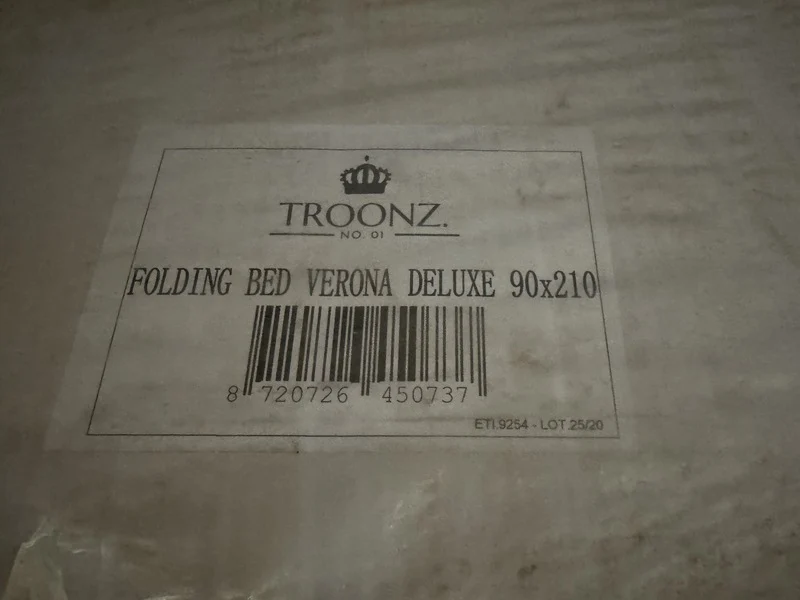 TROONZ.
NO. 01
FOLDING BED VERONA DELUXE 90x210
8 720726 450737
ETI.9254 - LOT.25/20